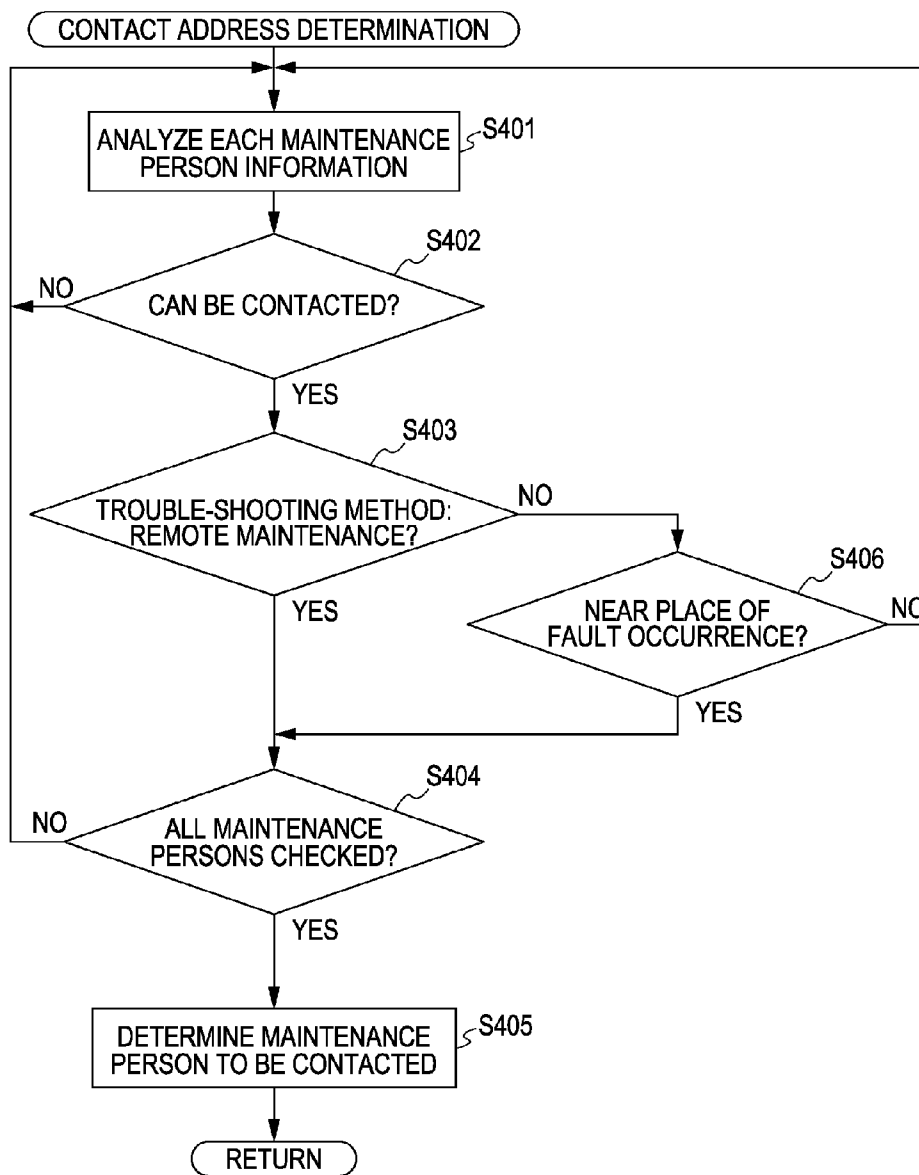 CONTACT ADDRESS DETERMINATION
ANALYZE EACH MAINTENANCE
PERSON INFORMATION
S401
S402
CAN BE CONTACTED?
NO
YES
S403
TROUBLE-SHOOTING METHOD:
REMOTE MAINTENANCE?
NO
YES
S406
NEAR PLACE OF
FAULT OCCURRENCE?
NO
YES
S404
ALL MAINTENANCE
PERSONS CHECKED?
NO
YES
DETERMINE MAINTENANCE
PERSON TO BE CONTACTED
S405
RETURN